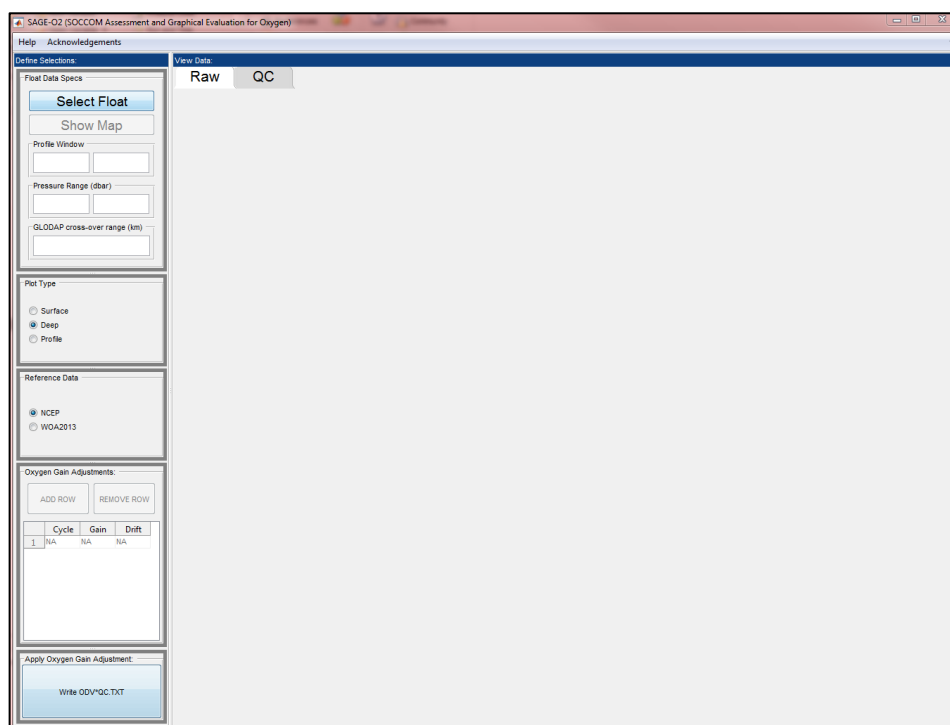 SAGE-O2 (SOCCOM Assessment and Graphical Evaluation for Oxygen)
Help Acknowledgements
Define Selections:
View Data:
Raw QC
Float Data Specs
Select Float
Show Map
Profile Window
Pressure Range (dbar)
GLODAP cross-over range (km)
Plot Type
Surface
Deep
Profile
Reference Data
NCEP
WOA2013
Oxygen Gain Adjustments:
ADD ROW REMOVE ROW
Cycle Gain Drift
1 NA NA NA
Apply Oxygen Gain Adjustment:
Write ODV*QC.TXT